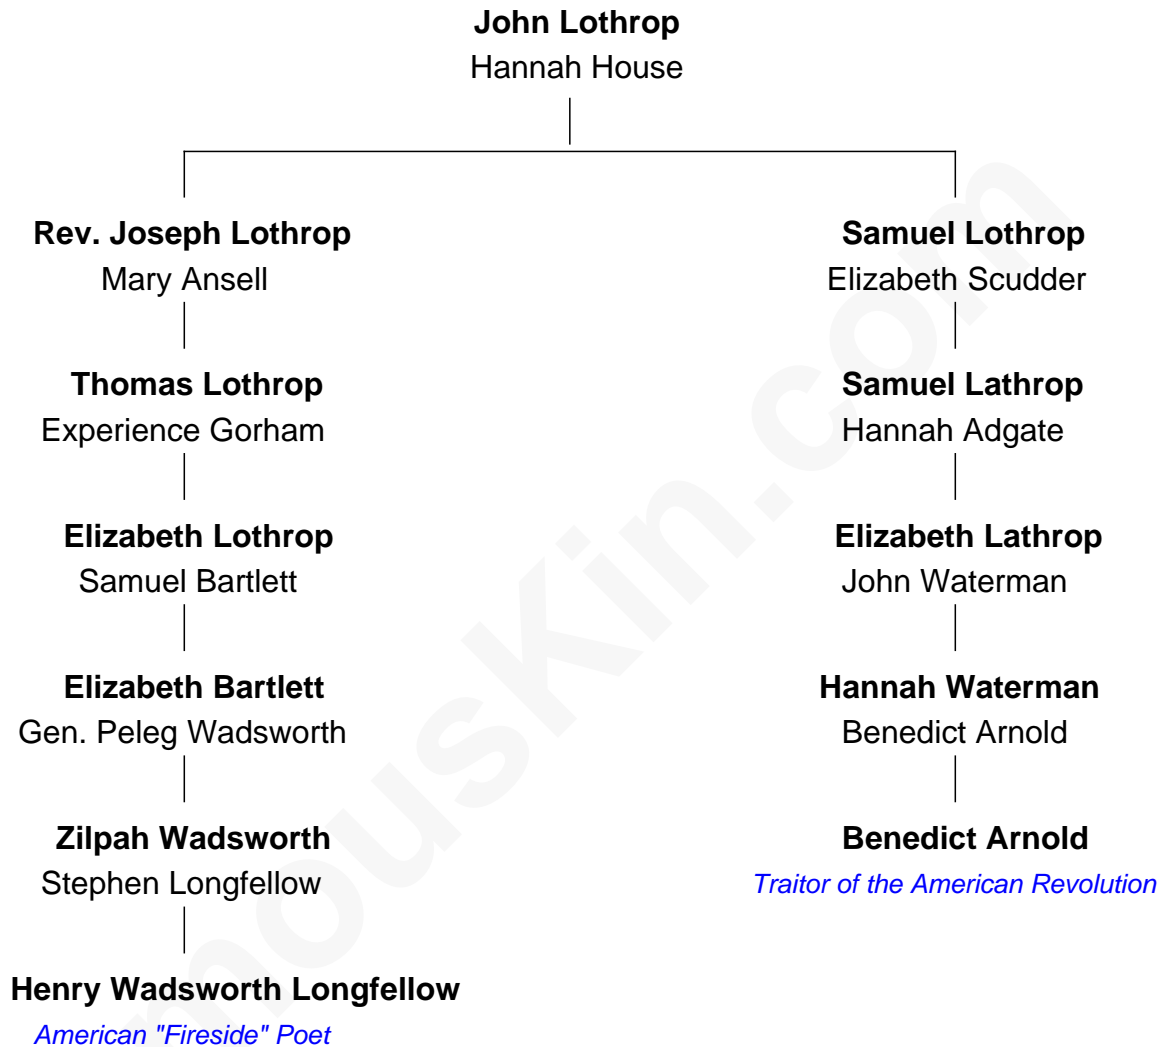 John Lothrop
Hannah House
Rev. Joseph Lothrop
Mary Ansell
Samuel Lothrop
Elizabeth Scudder
Thomas Lothrop
Experience Gorham
Samuel Lathrop
Hannah Adgate
Elizabeth Lothrop
Samuel Bartlett
Elizabeth Lathrop
John Waterman
Elizabeth Bartlett
Gen. Peleg Wadsworth
Hannah Waterman
Benedict Arnold
Zilpah Wadsworth
Stephen Longfellow
Benedict Arnold
Traitor of the American Revolution
Henry Wadsworth Longfellow
American "Fireside" Poet
mouskin.com